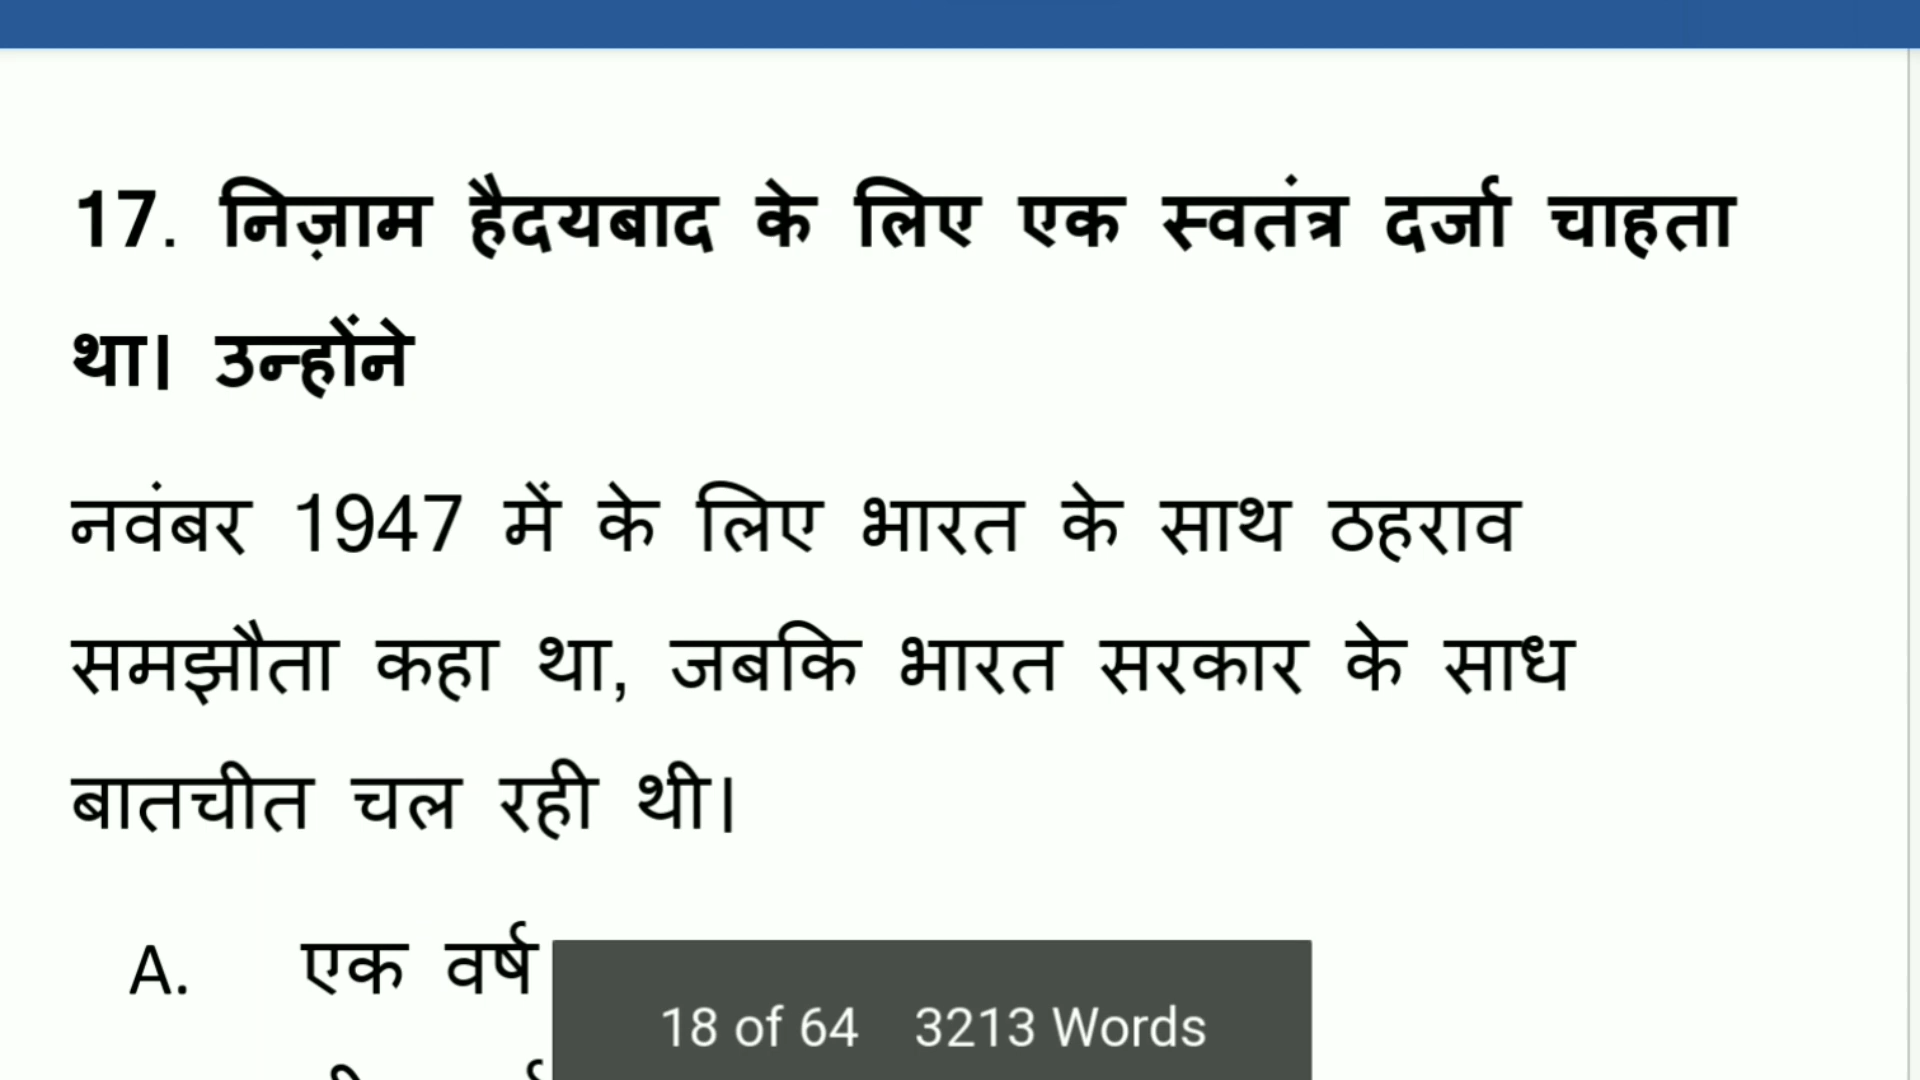 17. निज़ाम हैदयबाद के लिए एक स्वतंत्र दर्जा चाहता
था। उन्होंने
नवंबर 1947 में के लिए भारत के साथ ठहराव
समझौता कहा था, जबकि भारत सरकार के साध
बातचीत चल रही थी।
A. एक वर्ष
18 of 64 3213 Words